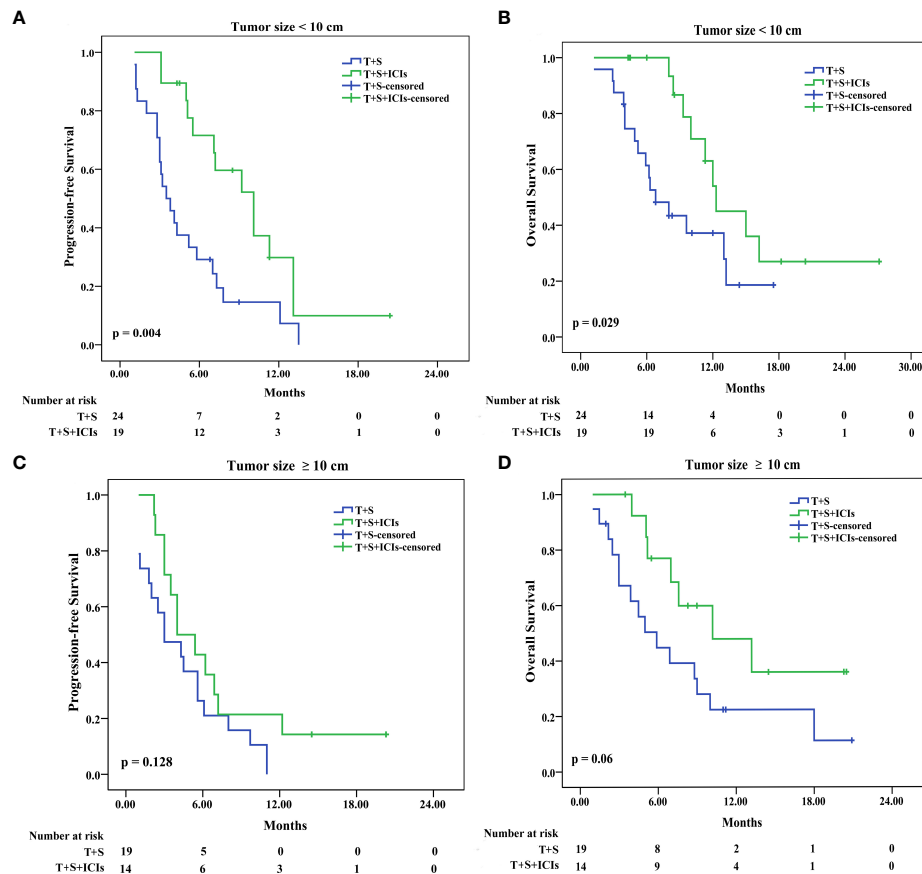 A
Tumor size < 10 cm
Progression-free Survival
1.0
0.8
0.6
0.4
0.2
0.0
T+S
T+S+ICIs
T+S-censored
T+S+ICIs-censored
p = 0.004
0.00 6.00 12.00 18.00 24.00
Months
Number at risk
T+S 24 7 2 0 0
T+S+ICIs 19 12 3 1 0
B
Tumor size < 10 cm
Overall Survival
1.0
0.8
0.6
0.4
0.2
0.0
T+S
T+S+ICIs
T+S-censored
T+S+ICIs-censored
p = 0.029
0.00 6.00 12.00 18.00 24.00 30.00
Months
Number at risk
T+S 24 14 4 0 0 0
T+S+ICIs 19 19 6 3 1 0
C
Tumor size ≥ 10 cm
Progression-free Survival
1.0
0.8
0.6
0.4
0.2
0.0
T+S
T+S+ICIs
T+S-censored
T+S+ICIs-censored
p = 0.128
0.00 6.00 12.00 18.00 24.00
Months
Number at risk
T+S 19 5 0 0 0
T+S+ICIs 14 6 3 1 0
D
Tumor size ≥ 10 cm
Overall Survival
1.0
0.8
0.6
0.4
0.2
0.0
T+S
T+S+ICIs
T+S-censored
T+S+ICIs-censored
p = 0.06
0.00 6.00 12.00 18.00 24.00
Months
Number at risk
T+S 19 8 2 1 0
T+S+ICIs 14 9 4 1 0